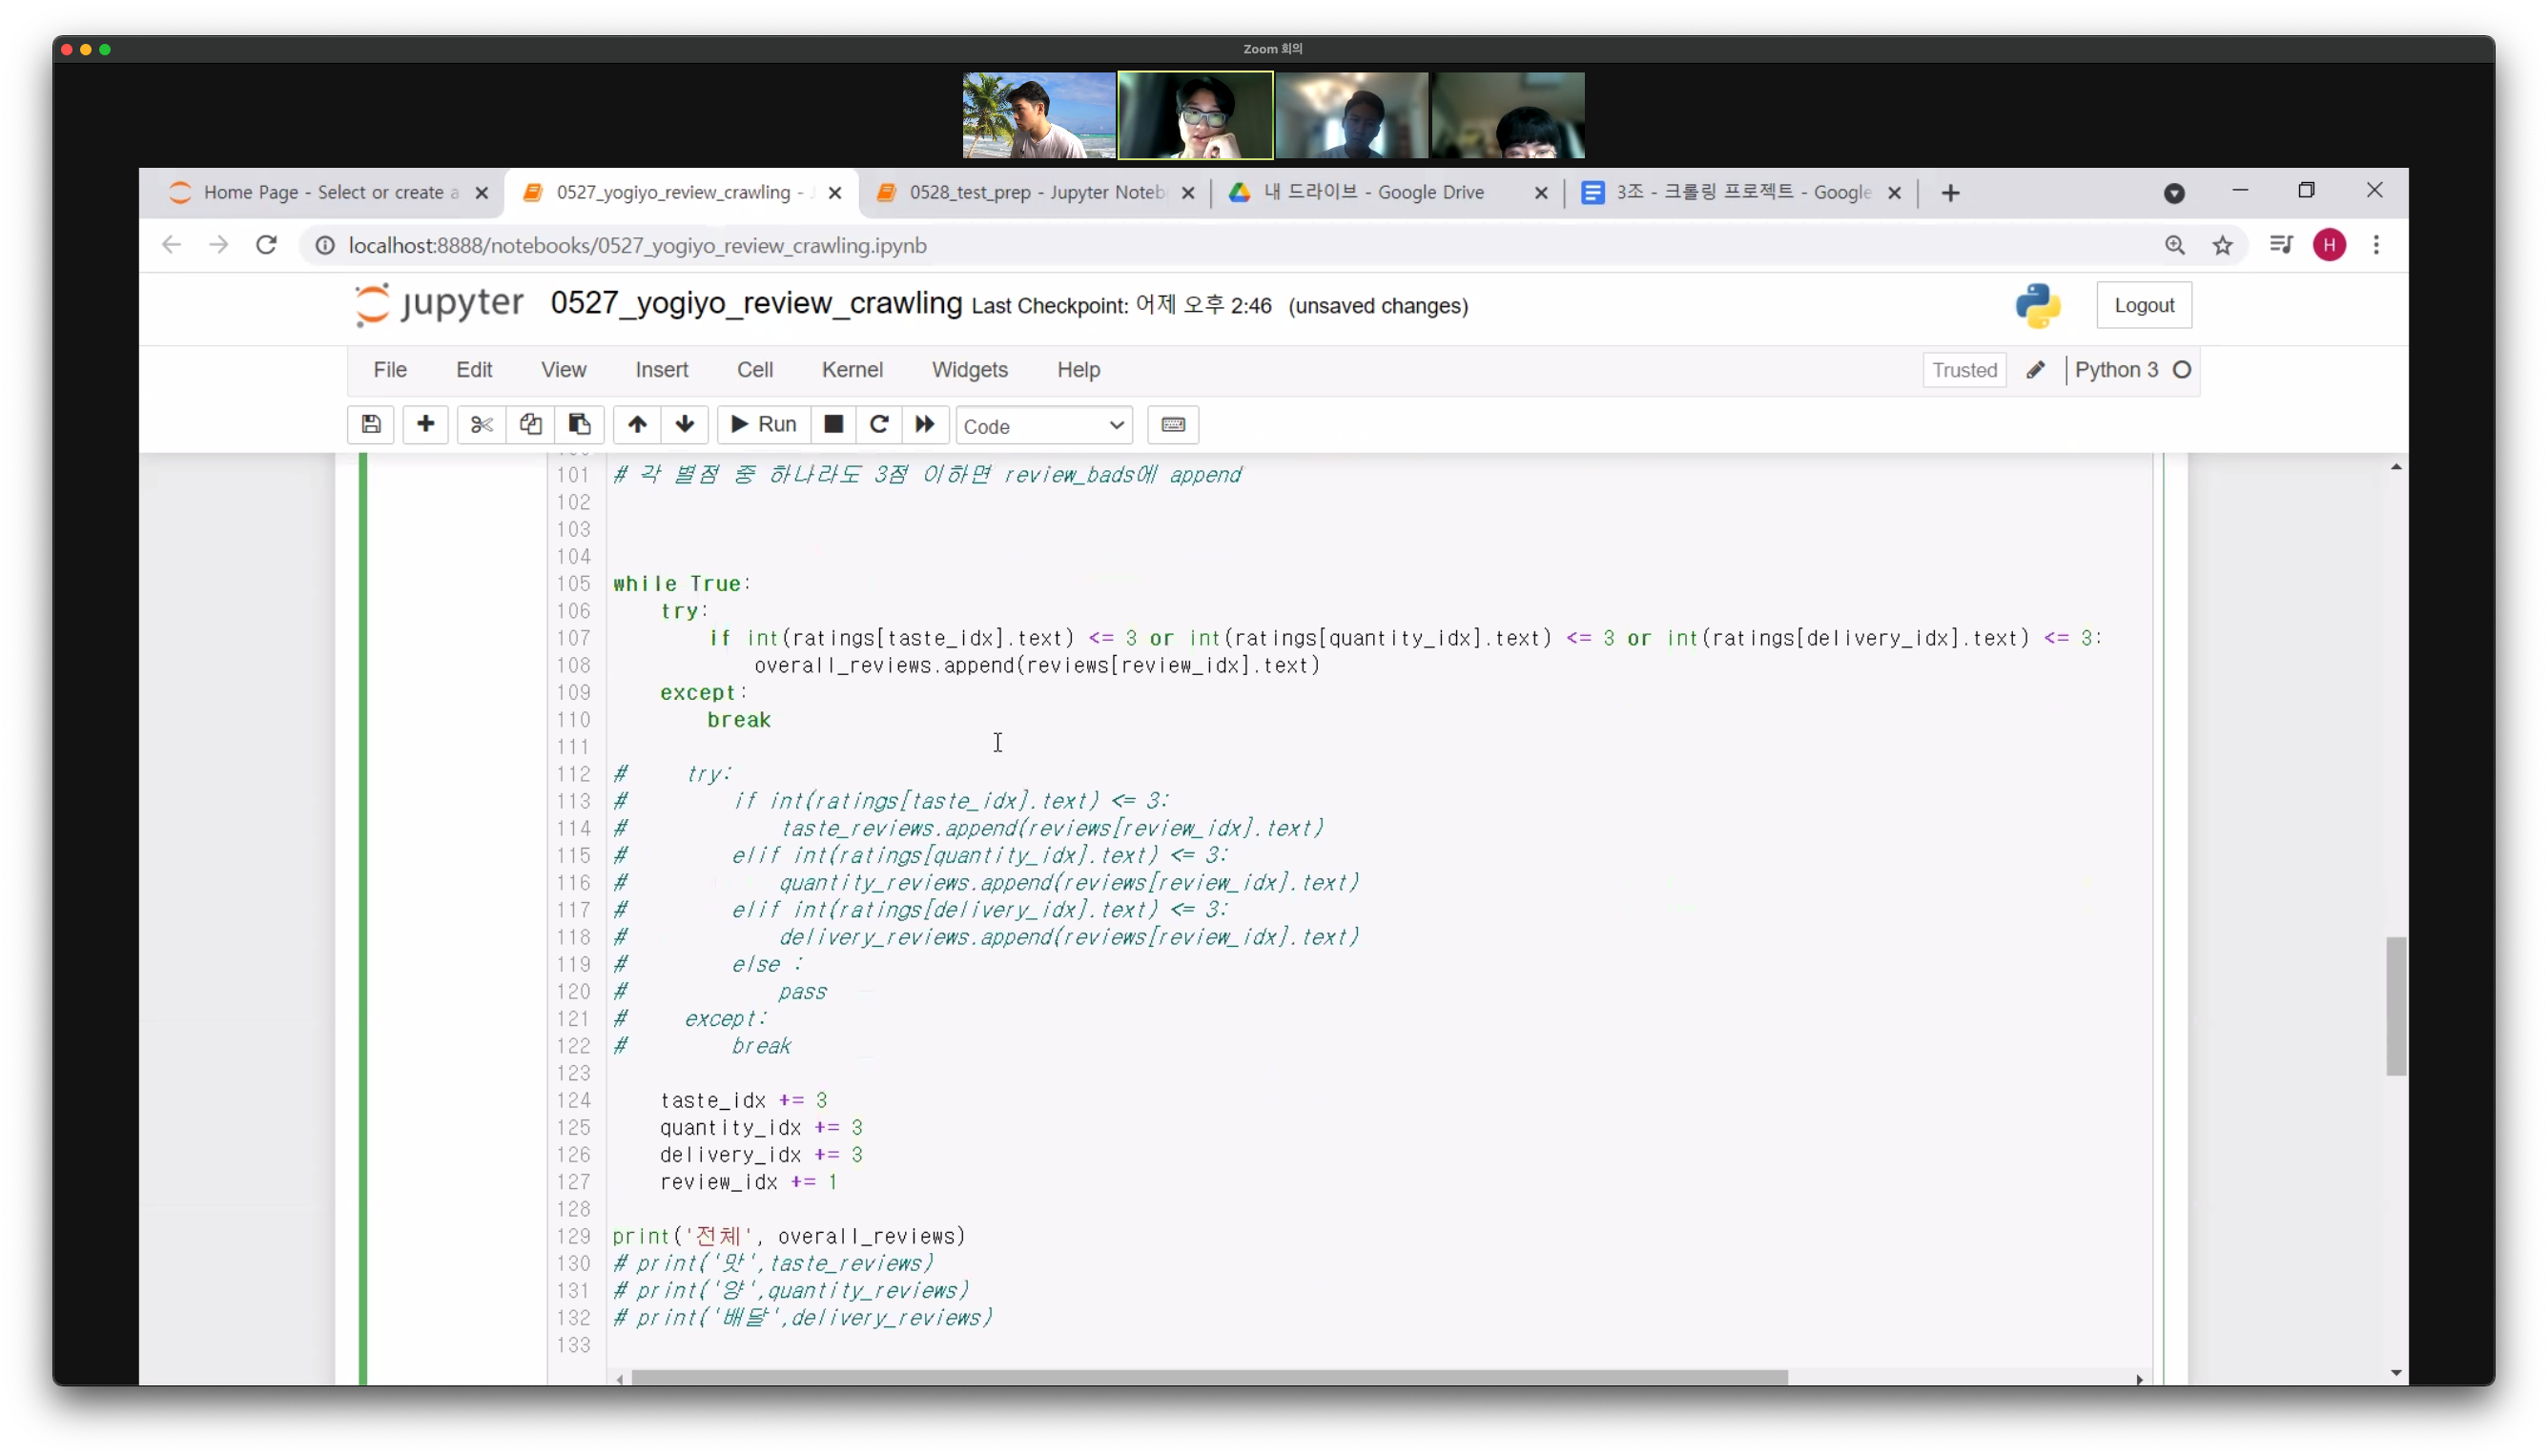 Zoom 회의
Home Page - Select or create a
0527_yogiyo_review_crawling -
0528_test_prep - Jupyter Noteb
내 드라이브 - Google Drive
3조 - 크롤링 프로젝트 - Google
localhost:8888/notebooks/0527_yogiyo_review_crawling.ipynb
H
jupyter 0527_yogiyo_review_crawling Last Checkpoint: 어제 오후 2:46 (unsaved changes)
Logout
File Edit View Insert Cell Kernel Widgets Help
Trusted Python 3
Run Code
101 # 각 별점 중 하나라도 3점 이하면 review_bads에 append
102
103
104
105 while True:
106     try:
107         if int(ratings[taste_idx].text) <= 3 or int(ratings[quantity_idx].text) <= 3 or int(ratings[delivery_idx].text) <= 3:
108             overall_reviews.append(reviews[review_idx].text)
109     except:
110         break
111
112 #     try:
113 #         if int(ratings[taste_idx].text) <= 3:
114 #             taste_reviews.append(reviews[review_idx].text)
115 #         elif int(ratings[quantity_idx].text) <= 3:
116 #             quantity_reviews.append(reviews[review_idx].text)
117 #         elif int(ratings[delivery_idx].text) <= 3:
118 #             delivery_reviews.append(reviews[review_idx].text)
119 #         else :
120 #             pass
121 #     except:
122 #         break
123
124     taste_idx += 3
125     quantity_idx += 3
126     delivery_idx += 3
127     review_idx += 1
128
129 print('전체', overall_reviews)
130 # print('맛',taste_reviews)
131 # print('양',quantity_reviews)
132 # print('배달',delivery_reviews)
133